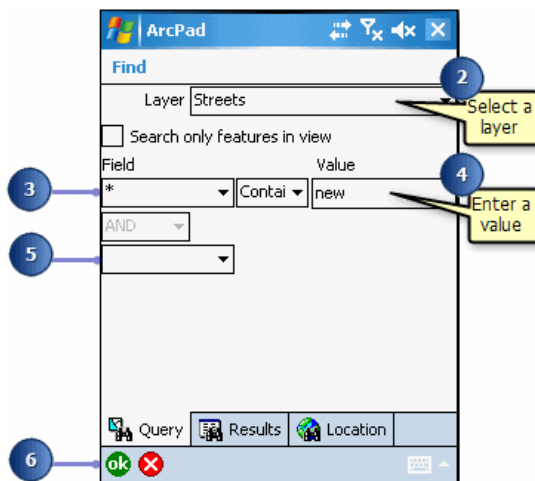 ArcPad
Find
2
Layer Streets
Select a
layer
Search only features in view
Field Value
3
* Contai new
4
Enter a
value
AND
5
Query Results Location
6
ok